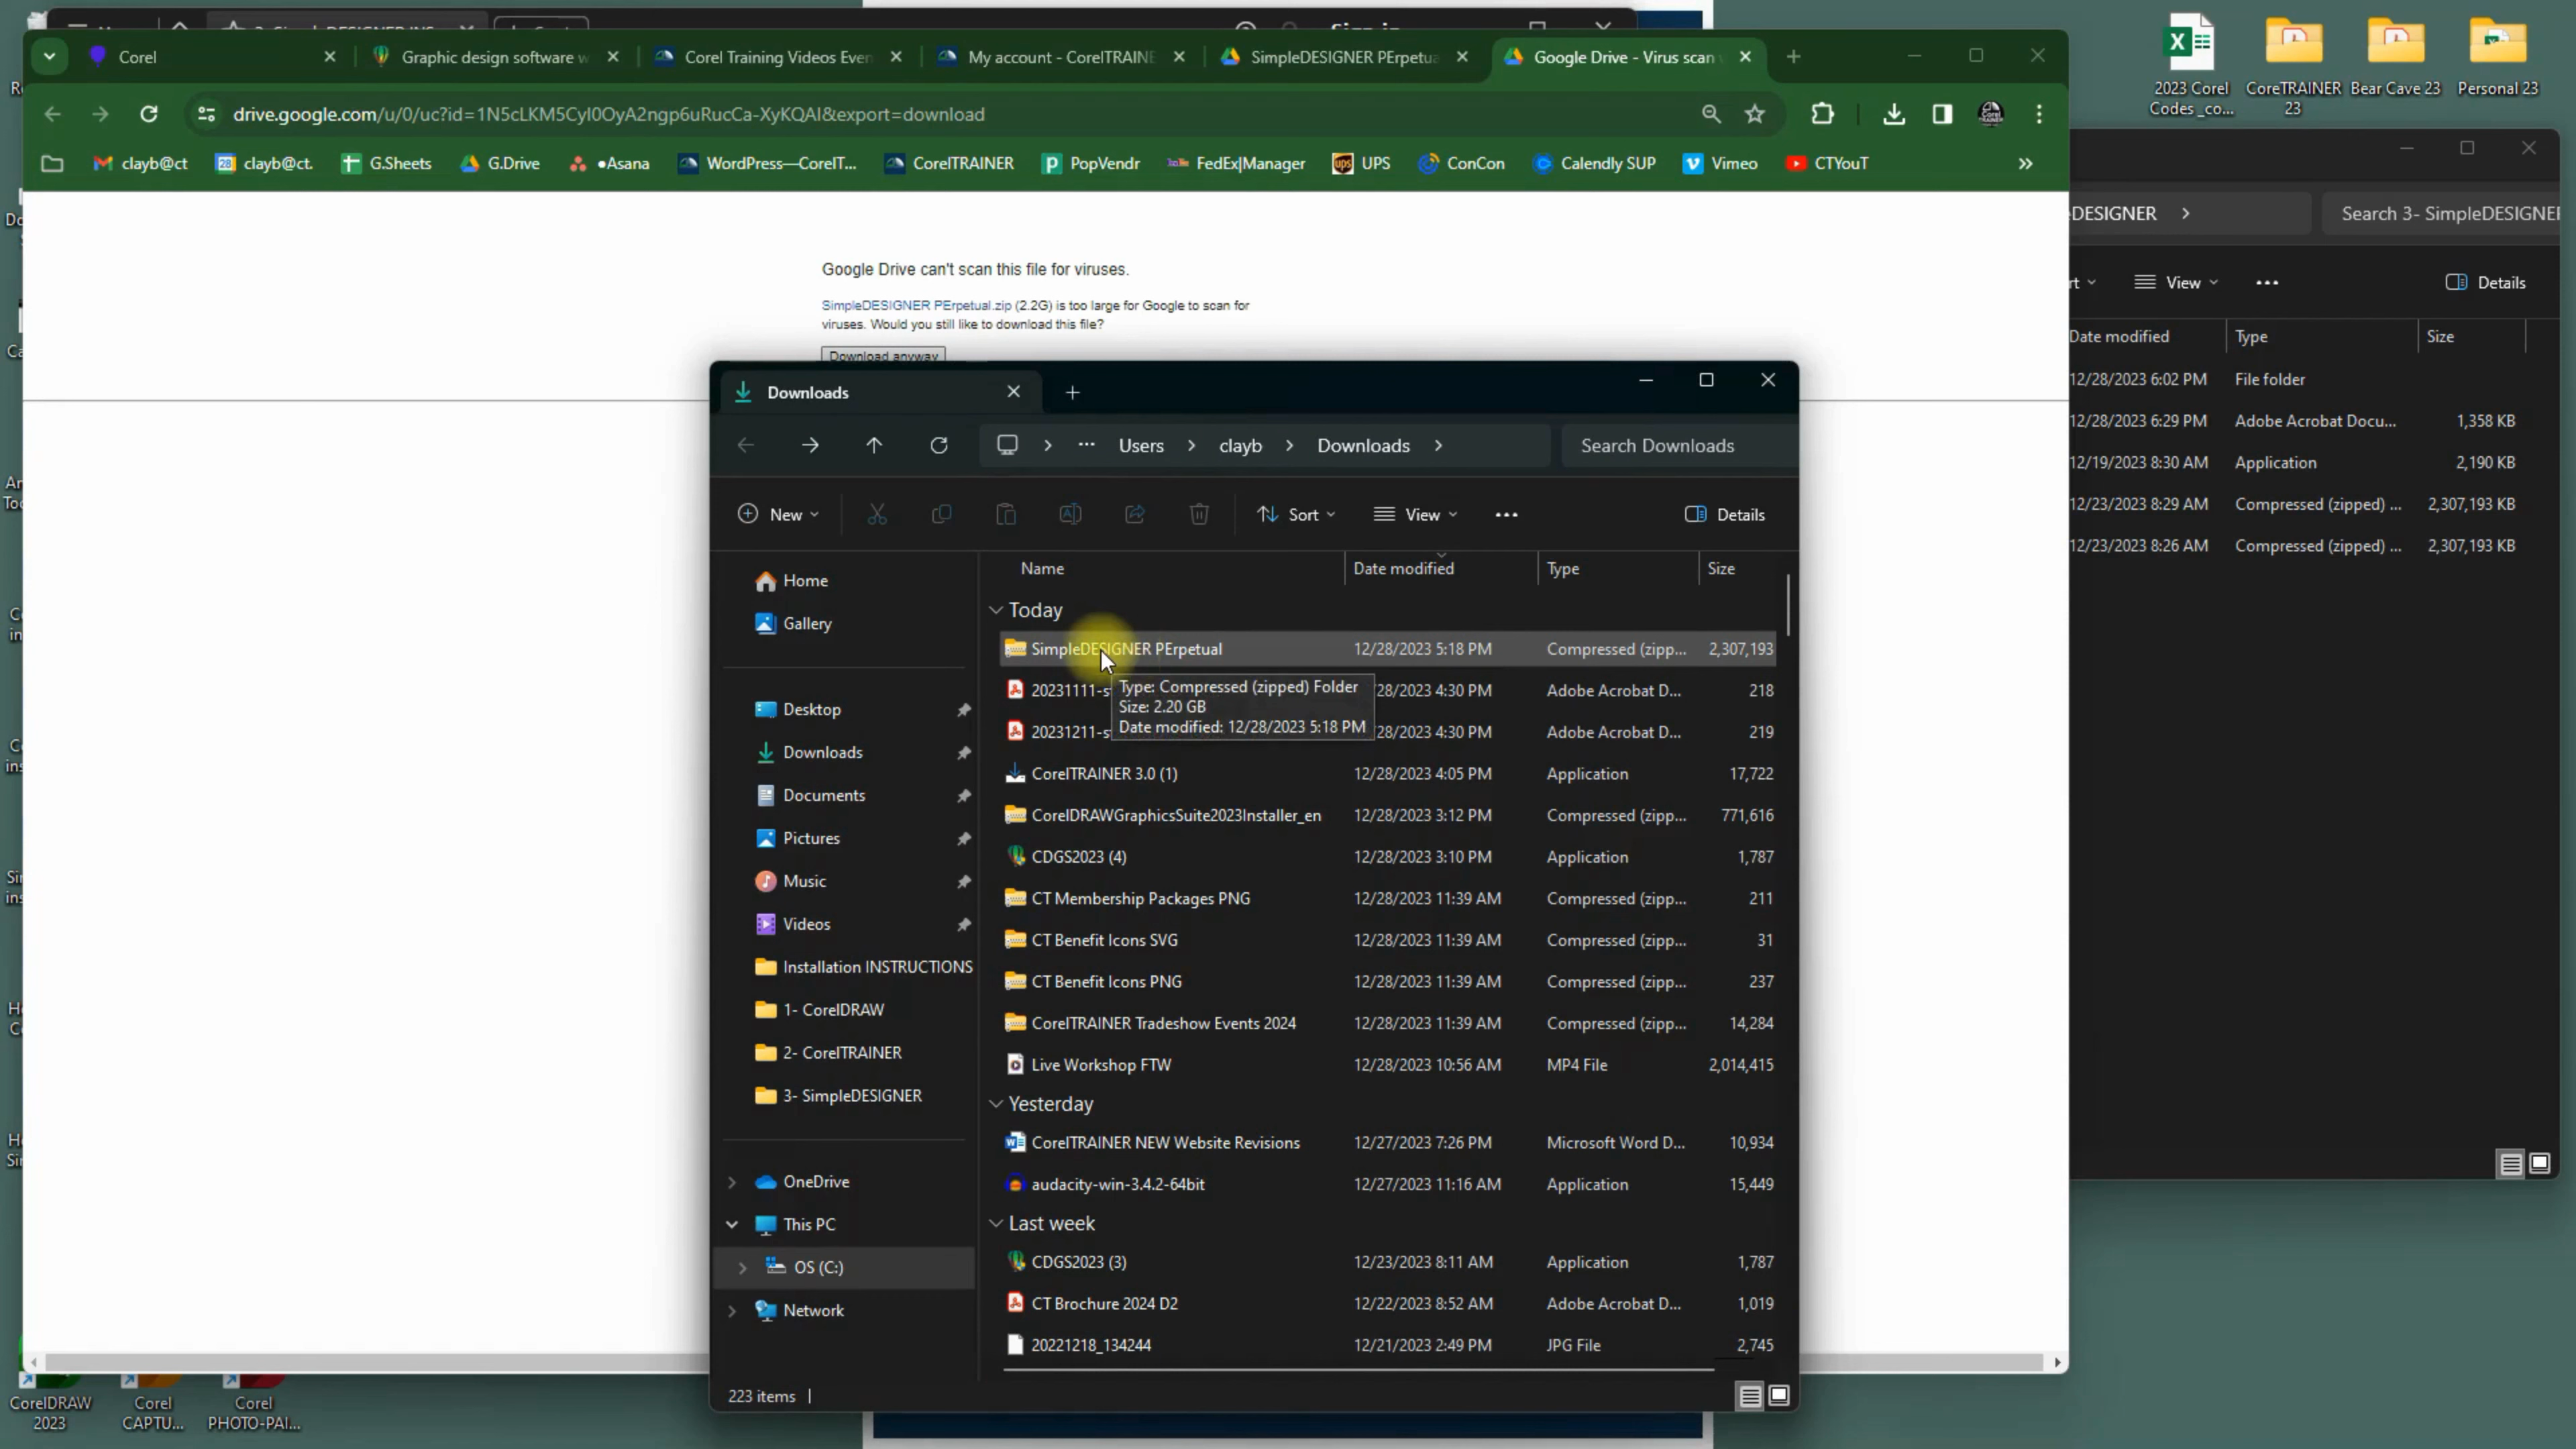 Corel
Graphic design software w
Corel Training Videos Even
My account - CorelTRAINE
SimpleDESIGNER PErpetua
Google Drive - Virus scan
drive.google.com/u/0/uc?id=1N5cLKM5CyI0OyA2ngp6uRucCa-XyKQAI&export=download
clayb@ct
28
clayb@ct.
G.Sheets
G.Drive
•Asana
WordPress—CorelT...
CorelTRAINER
PopVendr
FedEx|Manager
UPS
ConCon
Calendly SUP
Vimeo
CTYouT
2023 Corel
Codes _co...
CoreTRAINER
23
Bear Cave 23
Personal 23
Google Drive can't scan this file for viruses.
SimpleDESIGNER PErpetual.zip (2.2G) is too large for Google to scan for
viruses. Would you still like to download this file?
Download anyway
DESIGNER
Search 3- SimpleDESIGNE
rt
View
Details
Date modified
Type
Size
12/28/2023 6:02 PM
File folder
12/28/2023 6:29 PM
Adobe Acrobat Docu...
1,358 KB
12/19/2023 8:30 AM
Application
2,190 KB
12/23/2023 8:29 AM
Compressed (zipped) ...
2,307,193 KB
12/23/2023 8:26 AM
Compressed (zipped) ...
2,307,193 KB
Downloads
Users
clayb
Downloads
Search Downloads
New
Sort
View
Details
Home
Gallery
Desktop
Downloads
Documents
Pictures
Music
Videos
Installation INSTRUCTIONS
1- CorelDRAW
2- CorelTRAINER
3- SimpleDESIGNER
OneDrive
This PC
OS (C:)
Network
Name
Date modified
Type
Size
Today
SimpleDESIGNER PErpetual
12/28/2023 5:18 PM
Compressed (zipp...
2,307,193
Type: Compressed (zipped) Folder
Size: 2.20 GB
Date modified: 12/28/2023 5:18 PM
20231111-s
28/2023 4:30 PM
Adobe Acrobat D...
218
20231211-s
28/2023 4:30 PM
Adobe Acrobat D...
219
CorelTRAINER 3.0 (1)
12/28/2023 4:05 PM
Application
17,722
CorelDRAWGraphicsSuite2023Installer_en
12/28/2023 3:12 PM
Compressed (zipp...
771,616
CDGS2023 (4)
12/28/2023 3:10 PM
Application
1,787
CT Membership Packages PNG
12/28/2023 11:39 AM
Compressed (zipp...
211
CT Benefit Icons SVG
12/28/2023 11:39 AM
Compressed (zipp...
31
CT Benefit Icons PNG
12/28/2023 11:39 AM
Compressed (zipp...
237
CorelTRAINER Tradeshow Events 2024
12/28/2023 11:39 AM
Compressed (zipp...
14,284
Live Workshop FTW
12/28/2023 10:56 AM
MP4 File
2,014,415
Yesterday
CorelTRAINER NEW Website Revisions
12/27/2023 7:26 PM
Microsoft Word D...
10,934
audacity-win-3.4.2-64bit
12/27/2023 11:16 AM
Application
15,449
Last week
CDGS2023 (3)
12/23/2023 8:11 AM
Application
1,787
CT Brochure 2024 D2
12/22/2023 8:52 AM
Adobe Acrobat D...
1,019
20221218_134244
12/21/2023 2:49 PM
JPG File
2,745
223 items
CorelDRAW
2023
Corel
CAPTU...
Corel
PHOTO-PAI...